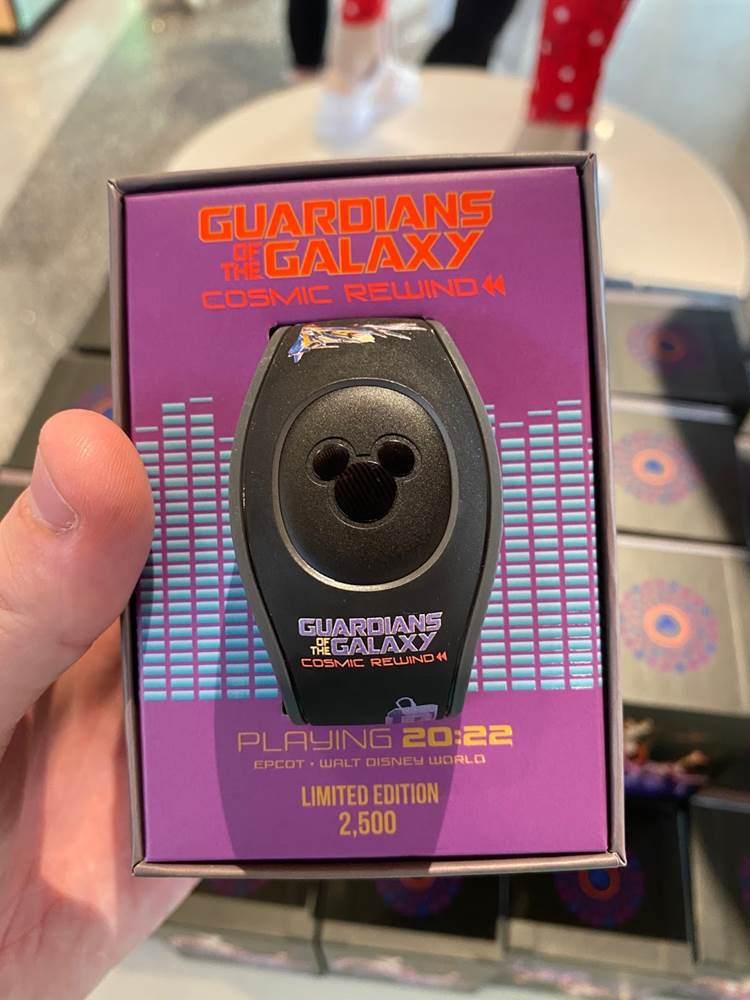 GUARDIANS
OF THE GALAXY
COSMIC REWIND
GUARDIANS
OF THE GALAXY
COSMIC REWIND
PLAYING 20:22
EPCOT • WALT DISNEY WORLD
LIMITED EDITION
2,500